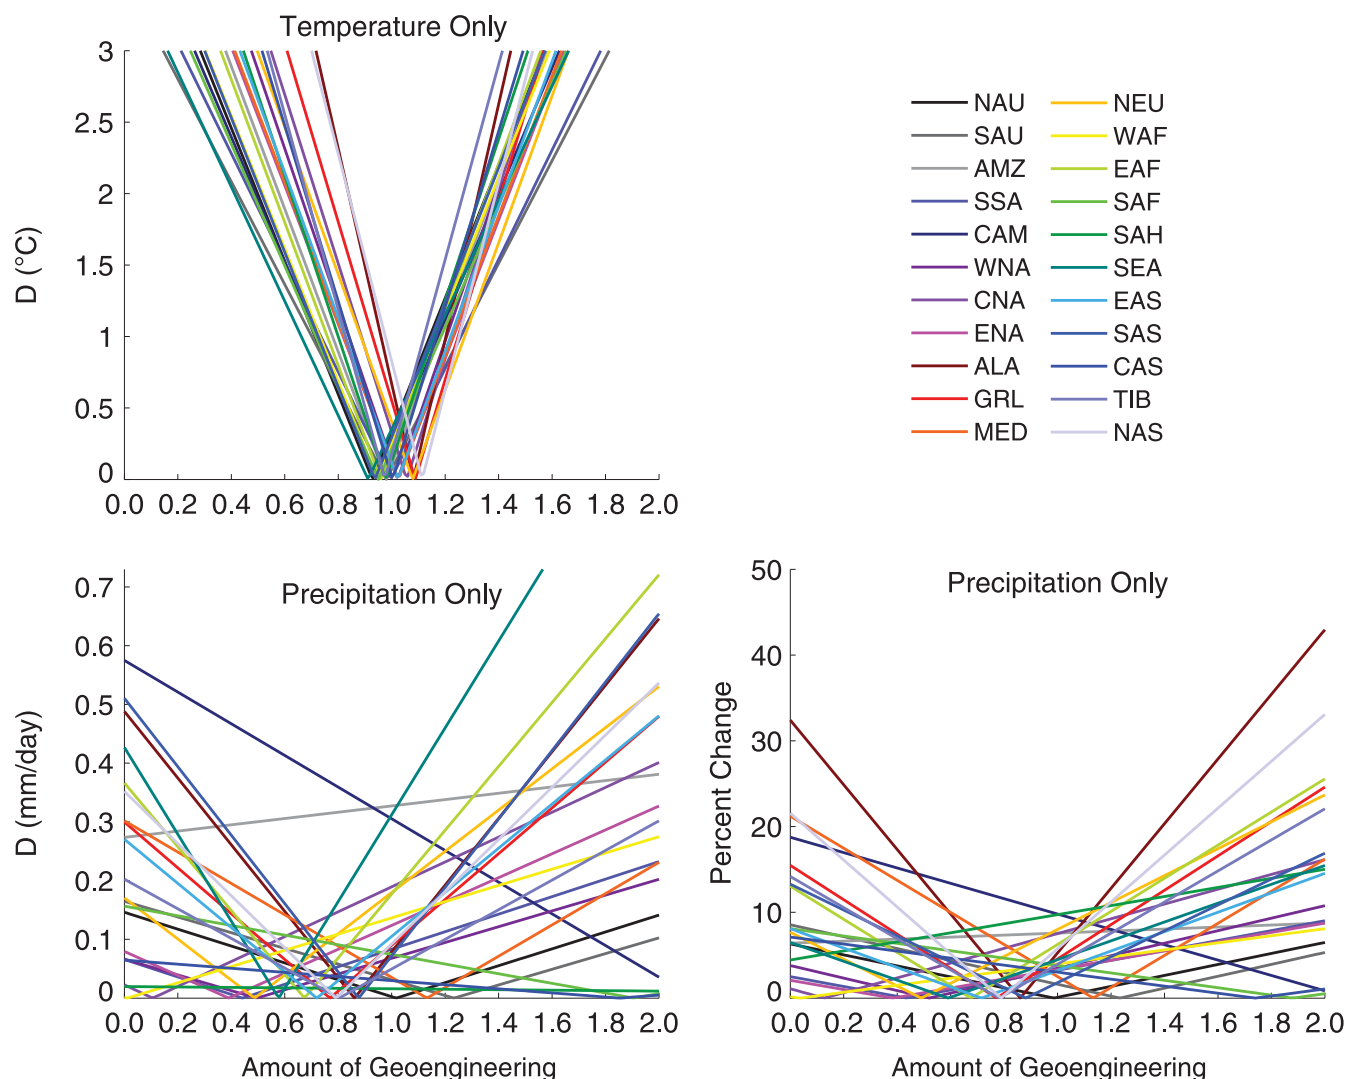 Temperature Only
3
2.5
2
1.5
1
0.5
0
D (°C)
0.0 0.2 0.4 0.6 0.8 1.0 1.2 1.4 1.6 1.8 2.0
NAU NEU
SAU WAF
AMZ EAF
SSA SAF
CAM SAH
WNA SEA
CNA EAS
ENA SAS
ALA CAS
GRL TIB
MED NAS
Precipitation Only
0.7
0.6
0.5
0.4
0.3
0.2
0.1
0
D (mm/day)
0.0 0.2 0.4 0.6 0.8 1.0 1.2 1.4 1.6 1.8 2.0
Amount of Geoengineering
Precipitation Only
50
40
30
20
10
0
Percent Change
0.0 0.2 0.4 0.6 0.8 1.0 1.2 1.4 1.6 1.8 2.0
Amount of Geoengineering